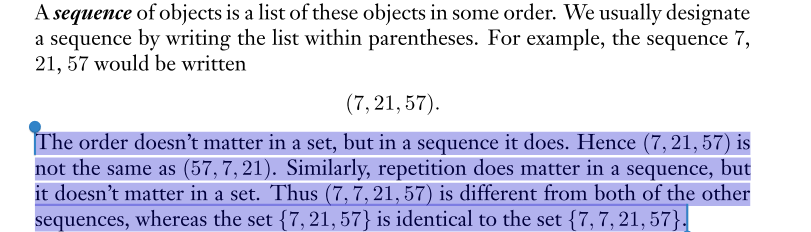 A sequence of objects is a list of these objects in some order. We usually designate
a sequence by writing the list within parentheses. For example, the sequence 7,
21, 57 would be written
(7, 21, 57).
The order doesn't matter in a set, but in a sequence it does. Hence (7, 21, 57) is
not the same as (57, 7, 21). Similarly, repetition does matter in a sequence, but
it doesn't matter in a set. Thus (7, 7, 21, 57) is different from both of the other
sequences, whereas the set {7, 21, 57} is identical to the set {7, 7, 21, 57}.